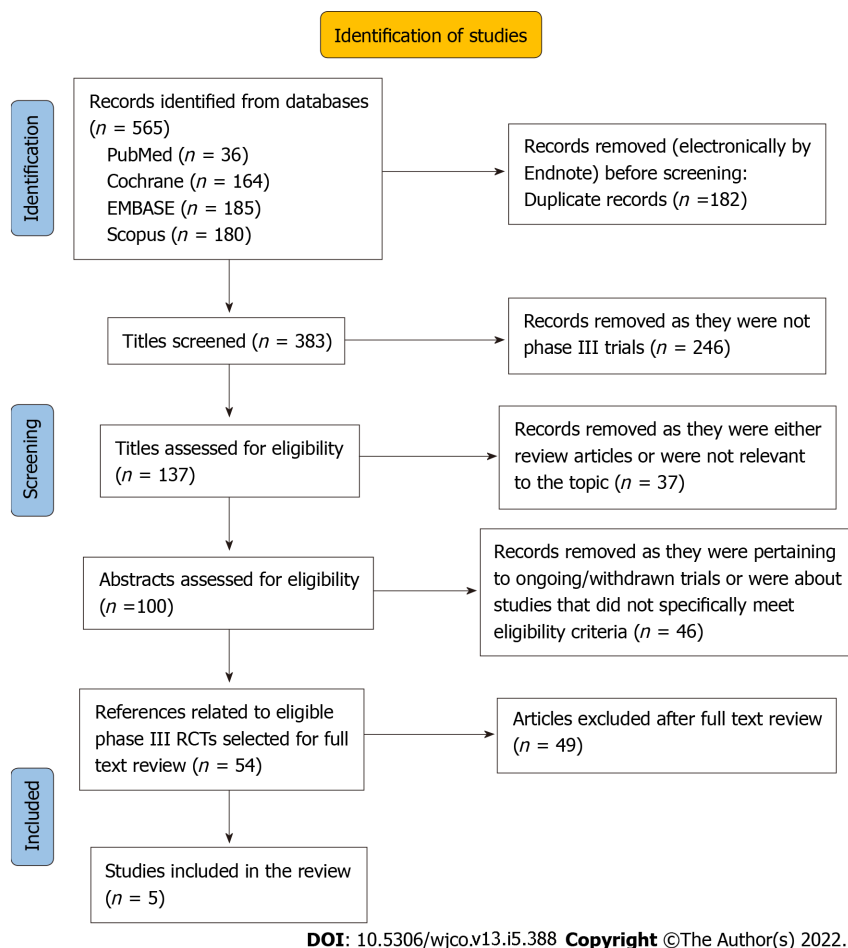 Identification of studies
Identification
Records identified from databases
(n = 565)
PubMed (n = 36)
Cochrane (n = 164)
EMBASE (n = 185)
Scopus (n = 180)
Records removed (electronically by
Endnote) before screening:
Duplicate records (n =182)
Titles screened (n = 383)
Records removed as they were not
phase III trials (n = 246)
Screening
Titles assessed for eligibility
(n = 137)
Records removed as they were either
review articles or were not relevant
to the topic (n = 37)
Abstracts assessed for eligibility
(n =100)
Records removed as they were pertaining
to ongoing/withdrawn trials or were about
studies that did not specifically meet
eligibility criteria (n = 46)
References related to eligible
phase III RCTs selected for full
text review (n = 54)
Articles excluded after full text review
(n = 49)
Included
Studies included in the review
(n = 5)
DOI: 10.5306/wjco.v13.i5.388 Copyright ©The Author(s) 2022.